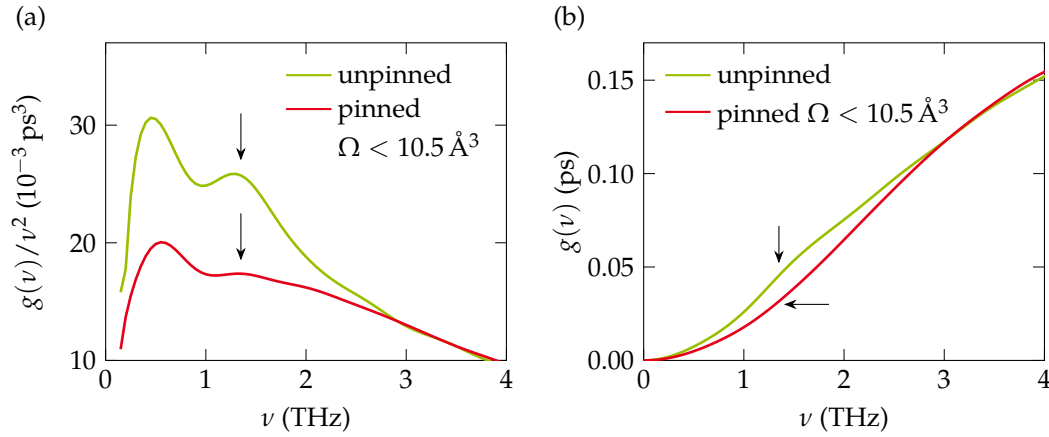 (a)
g(ν)/ν² (10⁻³ ps³)
30
20
10
unpinned
pinned
Ω < 10.5 Å³
0 1 2 3 4
ν (THz)
(b)
g(ν) (ps)
0.15
0.10
0.05
0.00
unpinned
pinned Ω < 10.5 Å³
0 1 2 3 4
ν (THz)